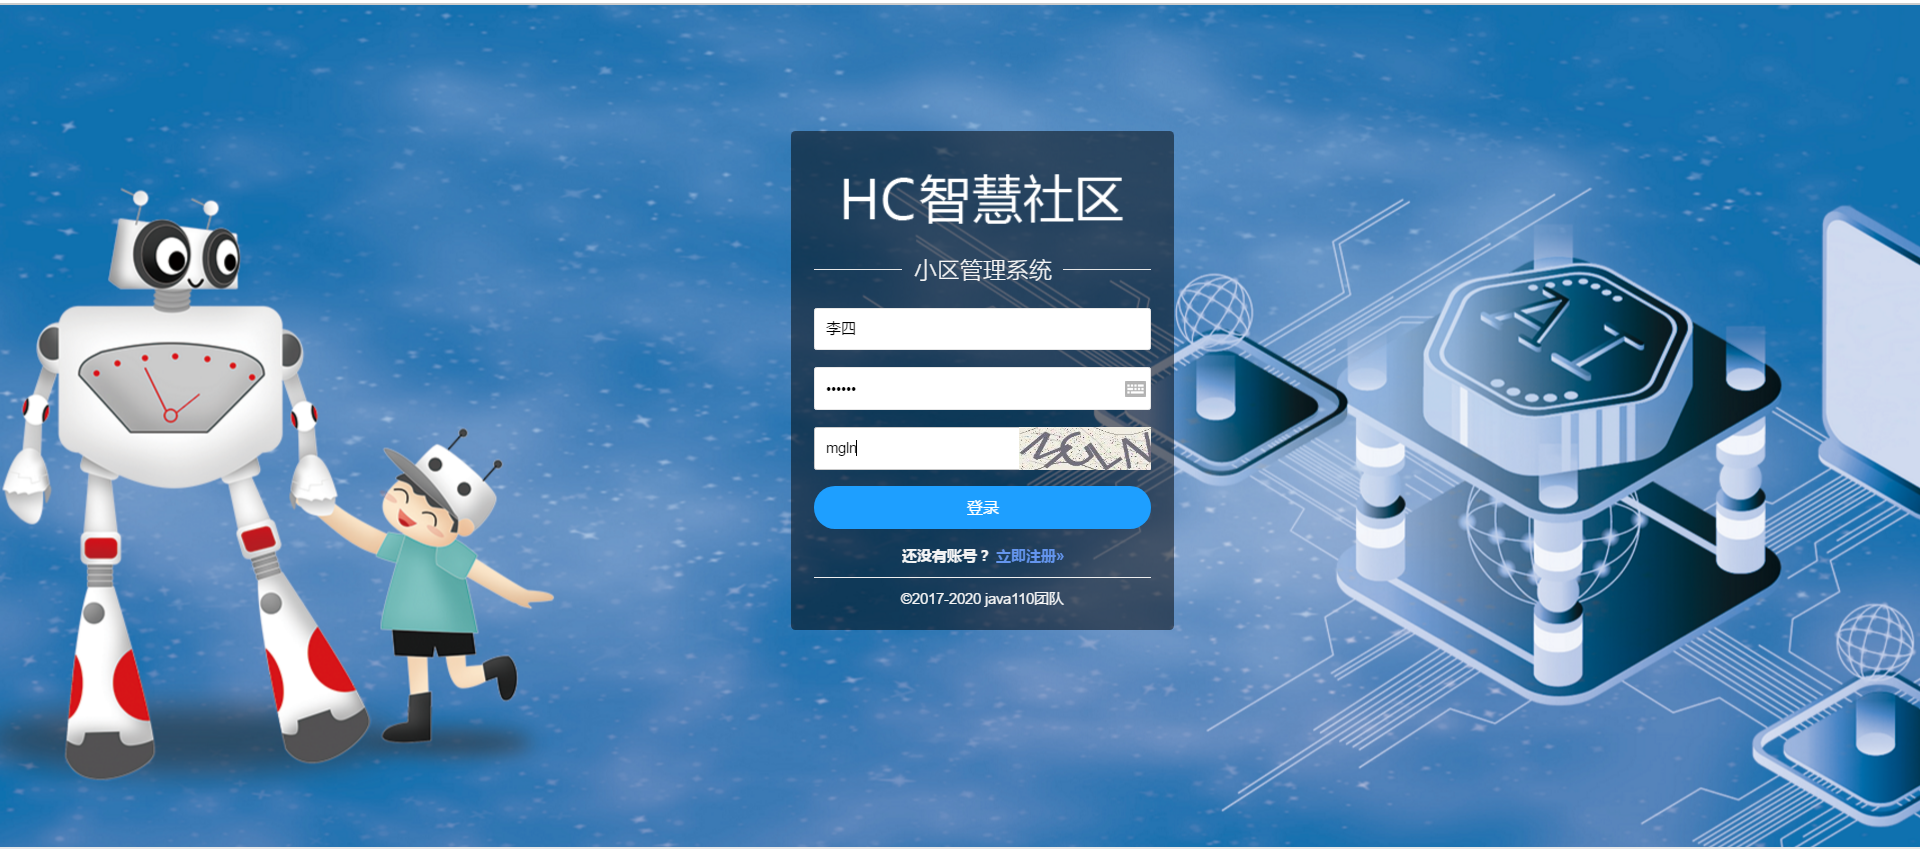 HC智慧社区
小区管理系统
李四
••••••
mgln
MGLN
登录
还没有账号？ 立即注册»
©2017-2020 java110团队
AI